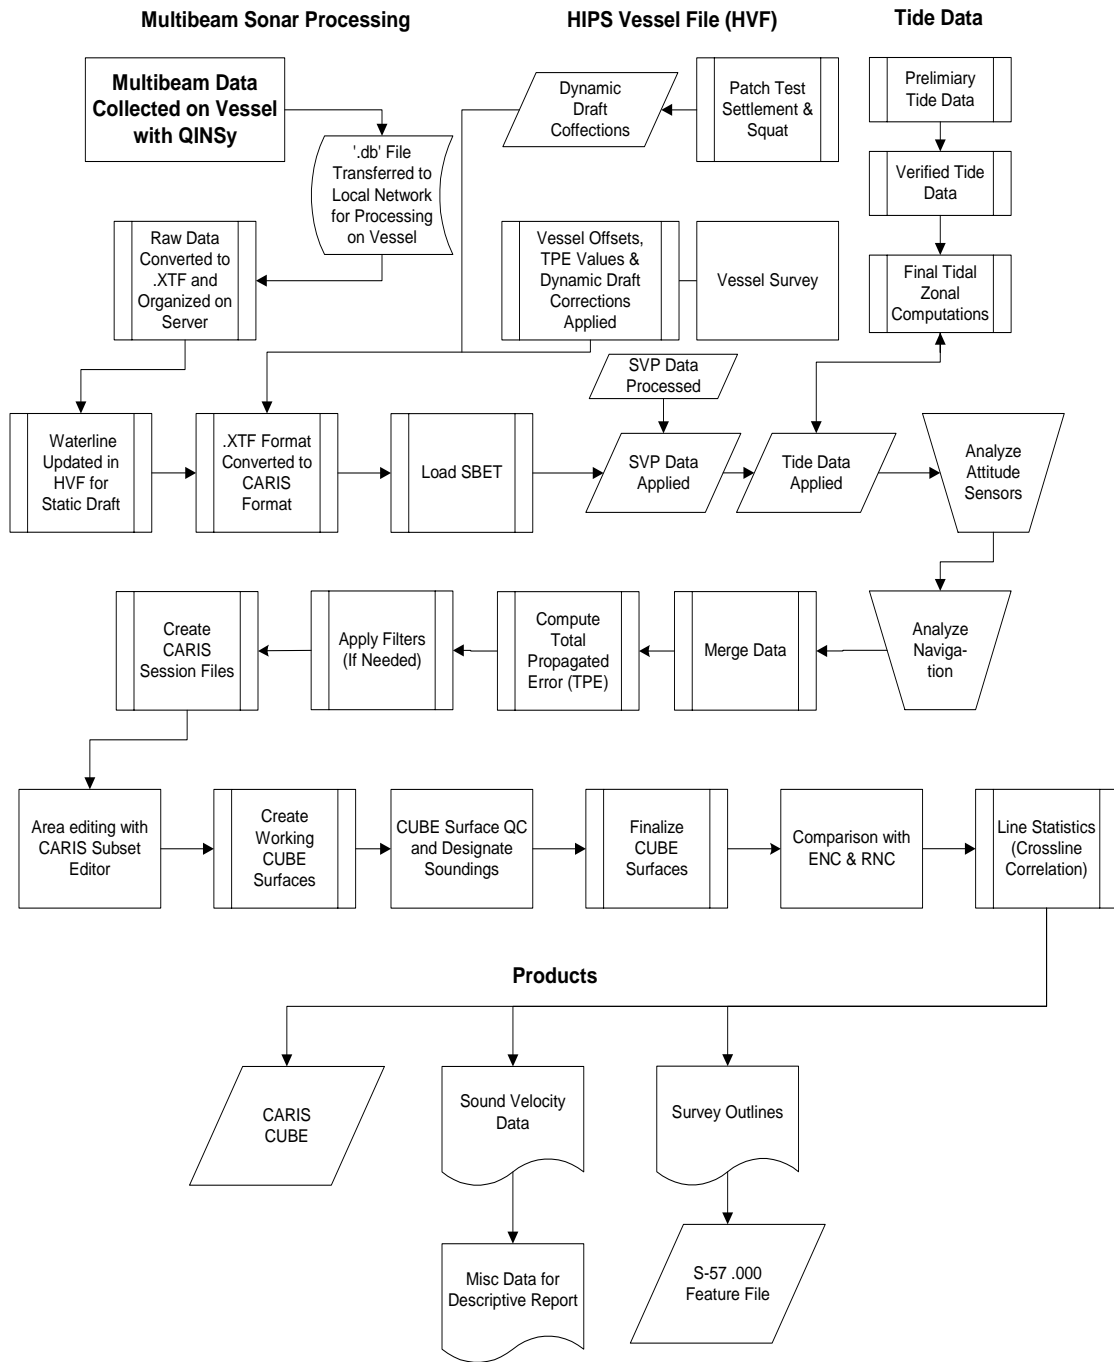 Multibeam Sonar Processing
HIPS Vessel File (HVF)
Tide Data
Multibeam Data
Collected on Vessel
with QINSy
'.db' File
Transferred to
Local Network
for Processing
on Vessel
Dynamic
Draft
Coffections
Patch Test
Settlement &
Squat
Prelimiary
Tide Data
Verified Tide
Data
Raw Data
Converted to
.XTF and
Organized on
Server
Vessel Offsets,
TPE Values &
Dynamic Draft
Corrections
Applied
Vessel Survey
Final Tidal
Zonal
Computations
SVP Data
Processed
Waterline
Updated in
HVF for
Static Draft
.XTF Format
Converted to
CARIS
Format
Load SBET
SVP Data
Applied
Tide Data
Applied
Analyze
Attitude
Sensors
Create
CARIS
Session Files
Apply Filters
(If Needed)
Compute
Total
Propagated
Error (TPE)
Merge Data
Analyze
Naviga-
tion
Area editing with
CARIS Subset
Editor
Create
Working
CUBE
Surfaces
CUBE Surface QC
and Designate
Soundings
Finalize
CUBE
Surfaces
Comparison with
ENC & RNC
Line Statistics
(Crossline
Correlation)
Products
CARIS
CUBE
Sound Velocity
Data
Survey Outlines
Misc Data for
Descriptive Report
S-57 .000
Feature File